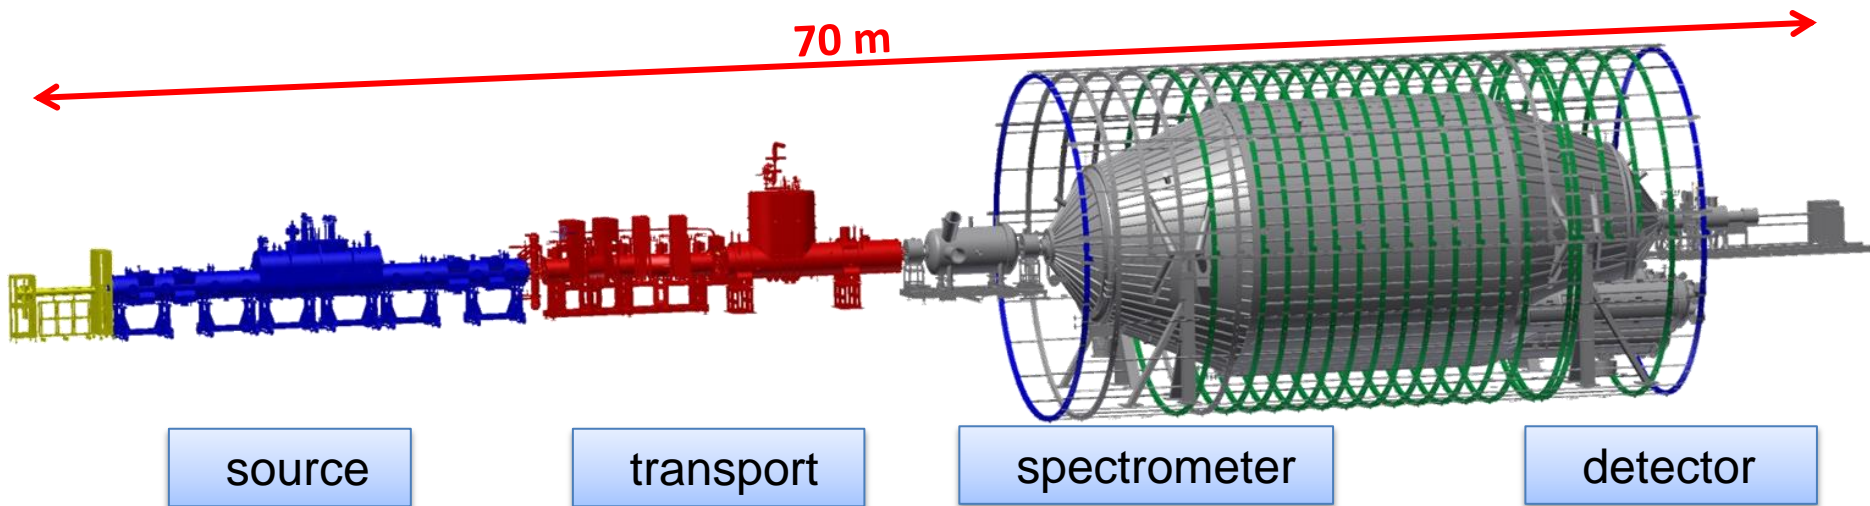 70 m
source
transport
spectrometer
detector